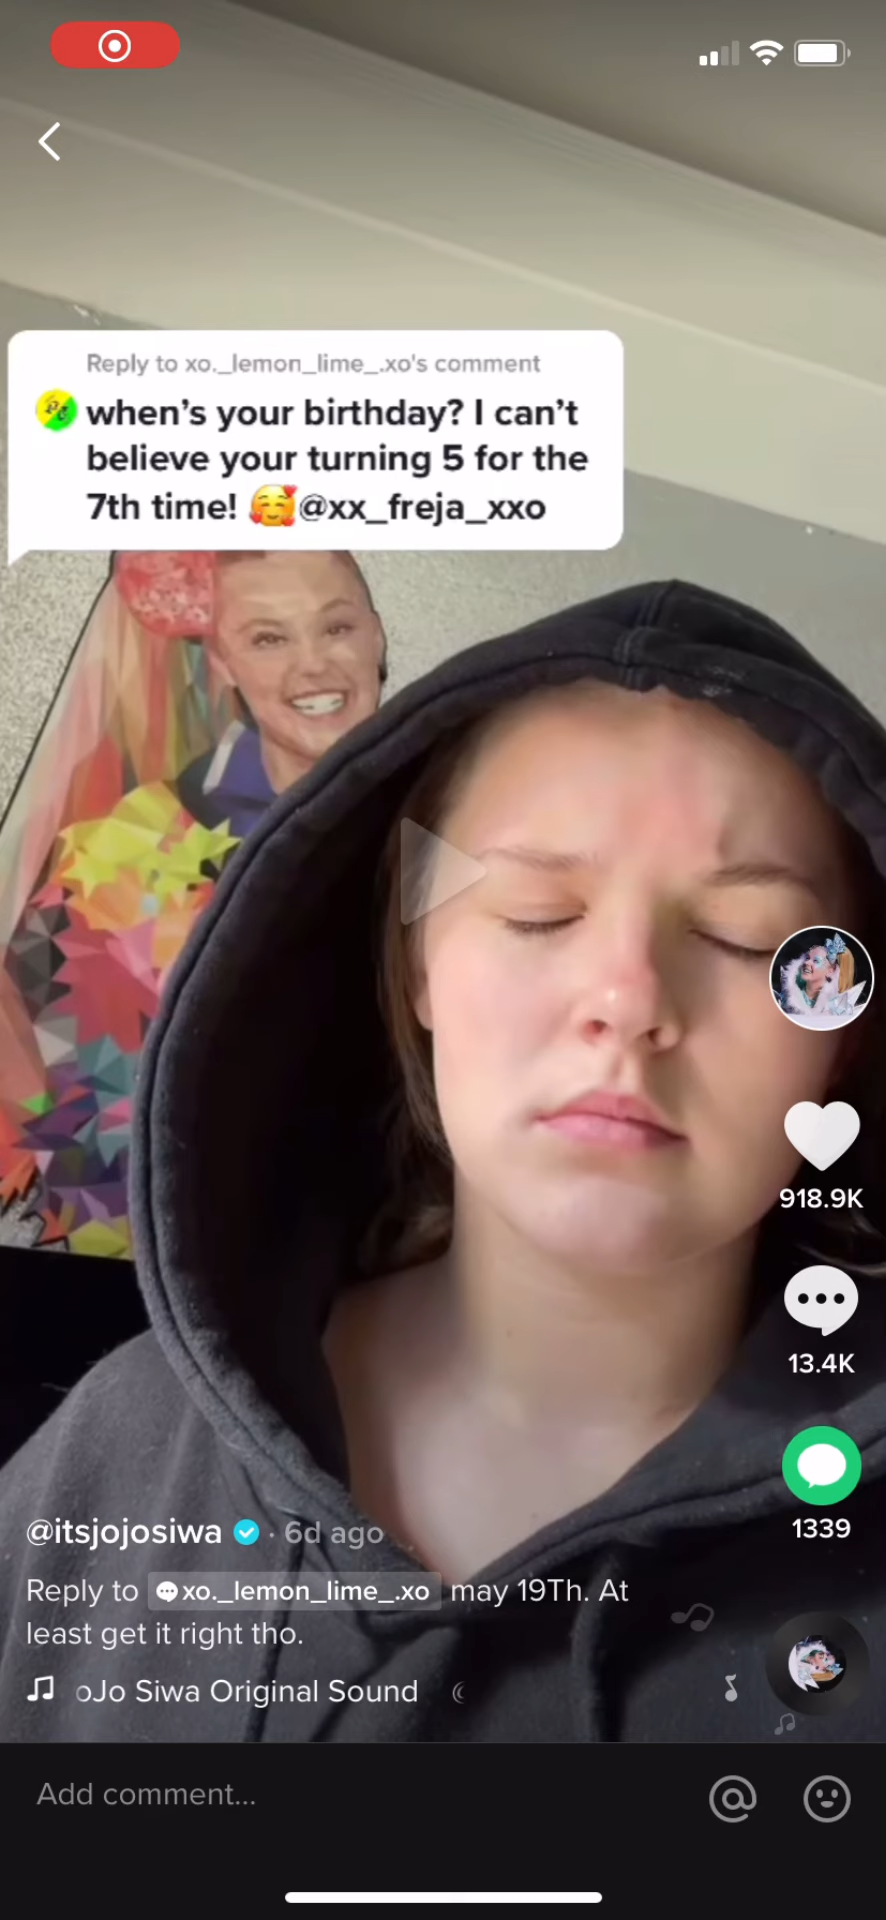 Reply to xo._lemon_lime_.xo's comment
when’s your birthday? I can’t
believe your turning 5 for the
7th time! 🥰@xx_freja_xxo
918.9K
13.4K
1339
@itsjojosiwa · 6d ago
Reply to xo._lemon_lime_.xo may 19Th. At
least get it right tho.
oJo Siwa Original Sound
Add comment...